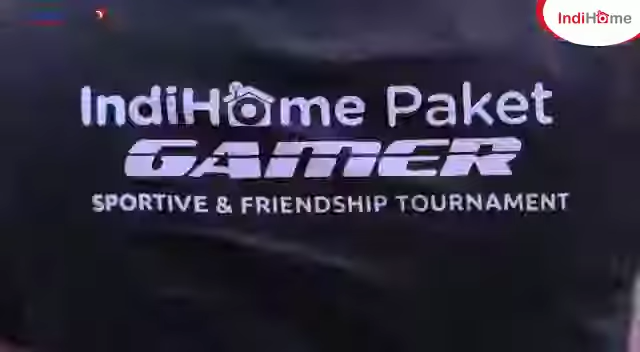 IndiHome
IndiHome Paket
GAMER
SPORTIVE & FRIENDSHIP TOURNAMENT